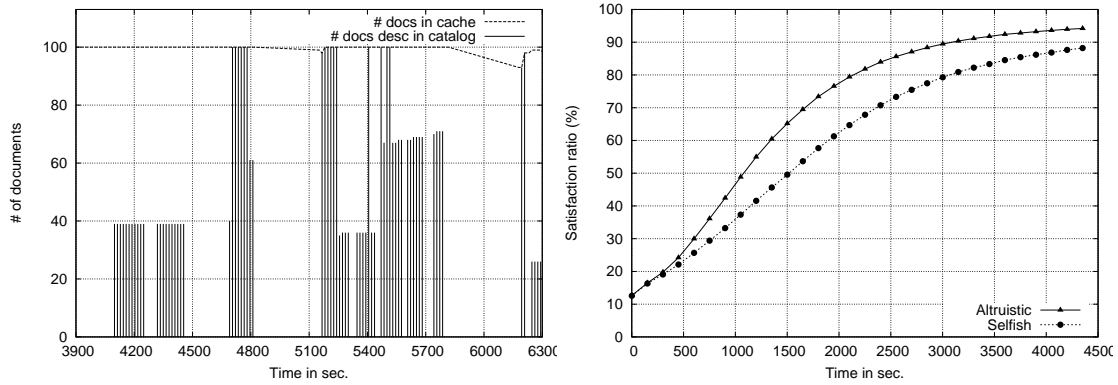 # docs in cache
# docs desc in catalog
# of documents
100
80
60
40
20
0
3900 4200 4500 4800 5100 5400 5700 6000 6300
Time in sec.
Satisfaction ratio (%)
100
90
80
70
60
50
40
30
20
10
0
Altruistic
Selfish
0 500 1000 1500 2000 2500 3000 3500 4000 4500
Time in sec.